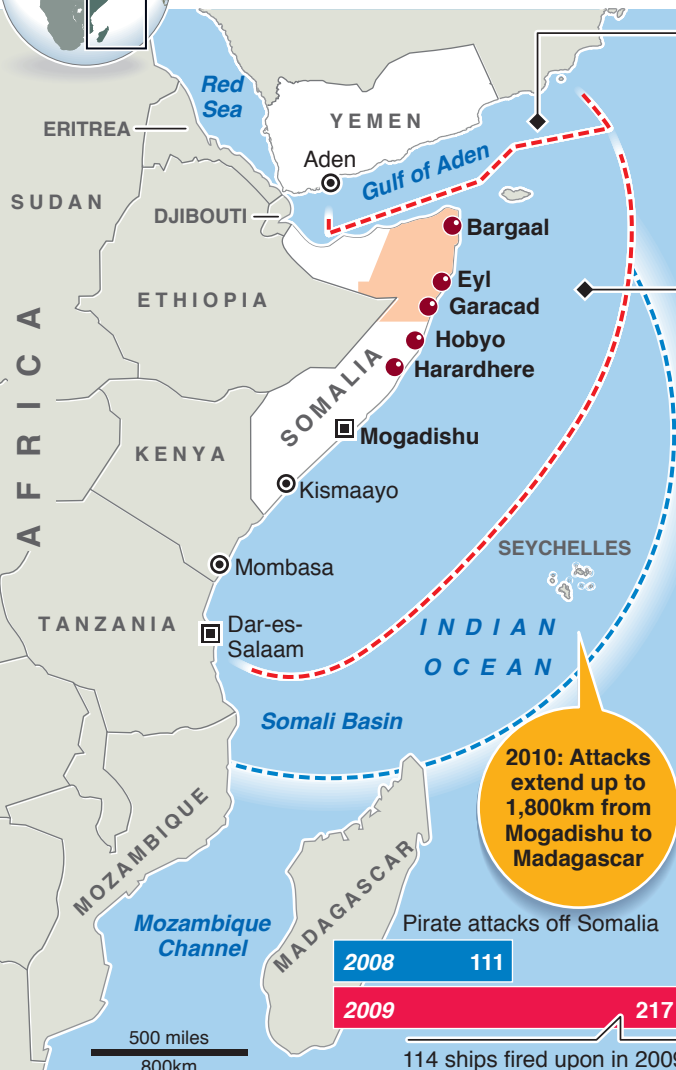 Red
Sea
YEMEN
ERITREA
Aden
Gulf of Aden
SUDAN
DJIBOUTI
Bargaal
Eyl
ETHIOPIA
Garacad
Hobyo
Harardhere
AFRICA
SOMALIA
Mogadishu
KENYA
Kismaayo
SEYCHELLES
Mombasa
TANZANIA
Dar-es-
Salaam
INDIAN
OCEAN
Somali Basin
2010: Attacks
extend up to
1,800km from
Mogadishu to
Madagascar
MOZAMBIQUE
MADAGASCAR
Mozambique
Channel
Pirate attacks off Somalia
2008 111
2009 217
500 miles
800km
114 ships fired upon in 2009